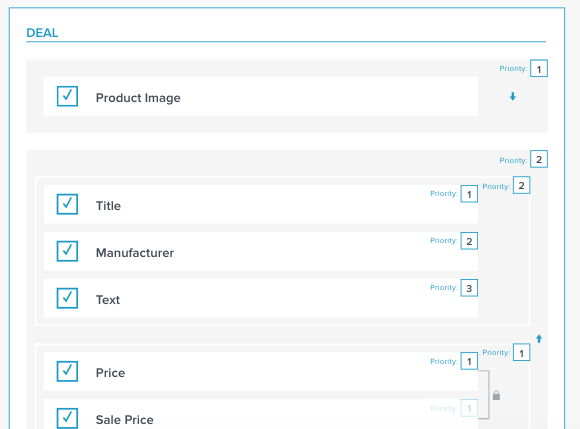 DEAL
Priority: 1
Product Image
Priority: 2
Priority: 2
Priority: 1
Title
Priority: 2
Manufacturer
Priority: 3
Text
Priority: 1
Priority: 1
Price
Priority: 1
Sale Price